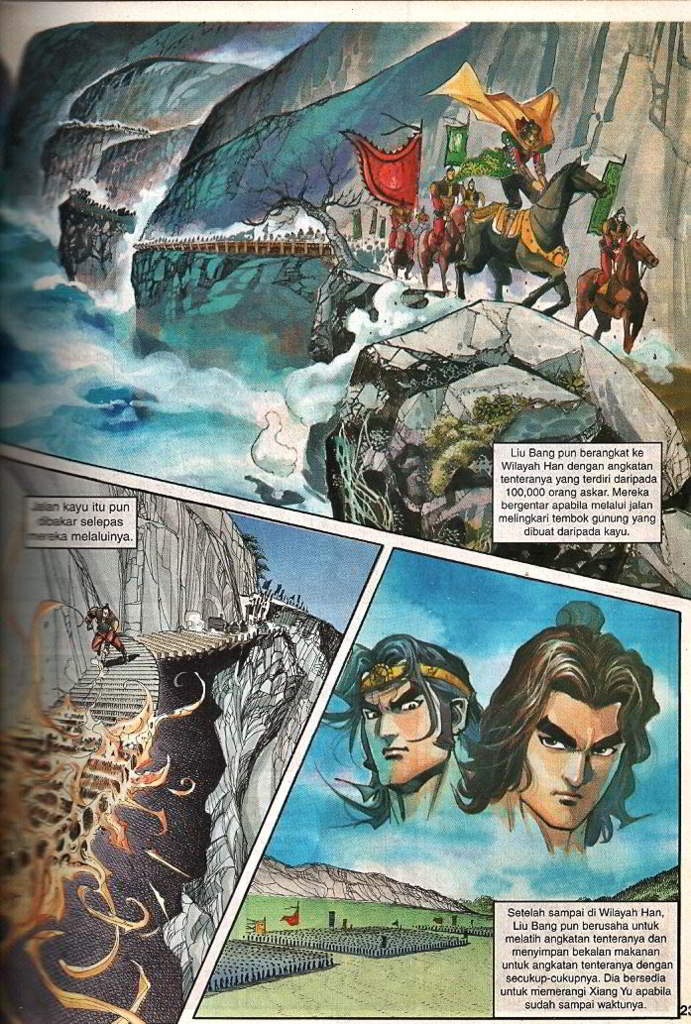 Liu Bang pun berangkat ke
Wilayah Han dengan angkatan
tenteranya yang terdiri daripada
100,000 orang askar. Mereka
bergentar apabila melalui jalan
melingkari tembok gunung yang
dibuat daripada kayu.
Jalan kayu itu pun
dibakar selepas
mereka melaluinya.
Setelah sampai di Wilayah Han,
Liu Bang pun berusaha untuk
melatih angkatan tenteranya dan
menyimpan bekalan makanan
untuk angkatan tenteranya dengan
secukup-cukupnya. Dia bersedia
untuk memerangi Xiang Yu apabila
sudah sampai waktunya.